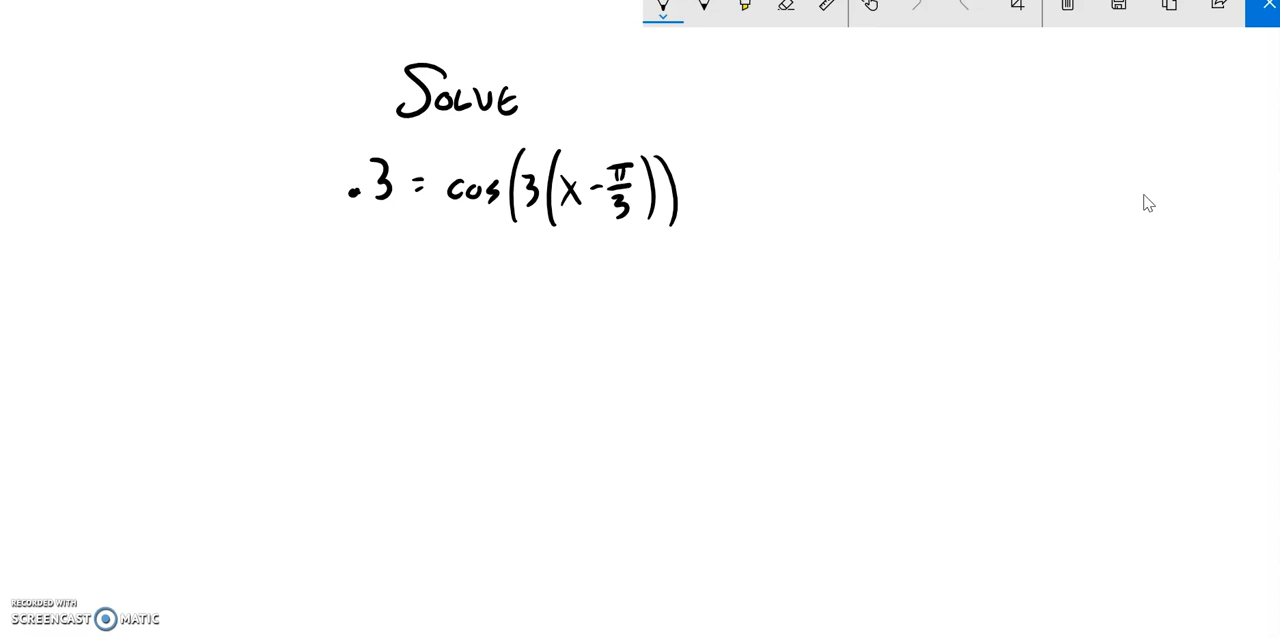 SOLVE
.3 = cos(3(x - π/3))
RECORDED WITH
SCREENCAST MATIC